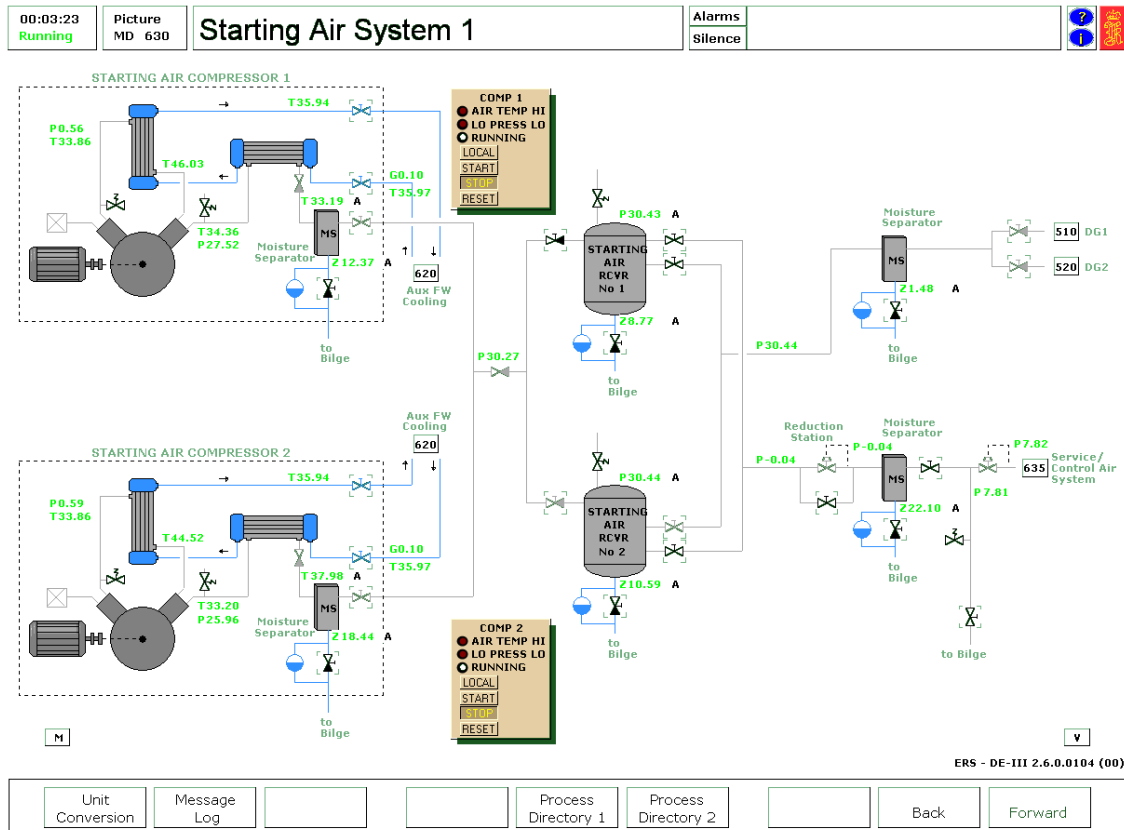 00:03:23
Running
Picture
MD 630
Starting Air System 1
Alarms
Silence
?
i
STARTING AIR COMPRESSOR 1
T35.94
P0.56
T33.86
T46.03
G0.10
T35.97
T33.19 A
T34.36
P27.52
MS
Moisture
Separator
Z12.37 A
620
Aux FW
Cooling
to
Bilge
COMP 1
AIR TEMP HI
LO PRESS LO
RUNNING
LOCAL
START
STOP
RESET
P30.43 A
STARTING
AIR
RCVR
No 1
Z8.77 A
to
Bilge
P30.27
P30.44
Moisture
Separator
MS
Z1.48 A
to
Bilge
510 DG1
520 DG2
Aux FW
Cooling
620
STARTING AIR COMPRESSOR 2
T35.94
P0.59
T33.86
T44.52
G0.10
T35.97
T37.98 A
T33.20
P25.96
MS
Moisture
Separator
Z18.44 A
to
Bilge
COMP 2
AIR TEMP HI
LO PRESS LO
RUNNING
LOCAL
START
STOP
RESET
P30.44 A
STARTING
AIR
RCVR
No 2
Z10.59 A
to
Bilge
Reduction
Station
P-0.04
P-0.04
Moisture
Separator
MS
Z22.10 A
to
Bilge
P7.82
P7.81
635
Service/
Control Air
System
to Bilge
M
V
ERS - DE-III 2.6.0.0104 (00)
Unit
Conversion
Message
Log
Process
Directory 1
Process
Directory 2
Back
Forward